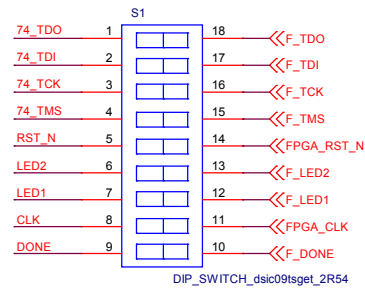 S1
74_TDO 1 18 F_TDO
74_TDI 2 17 F_TDI
74_TCK 3 16 F_TCK
74_TMS 4 15 F_TMS
RST_N 5 14 FPGA_RST_N
LED2 6 13 F_LED2
LED1 7 12 F_LED1
CLK 8 11 FPGA_CLK
DONE 9 10 F_DONE
DIP_SWITCH_dsic09tsget_2R54